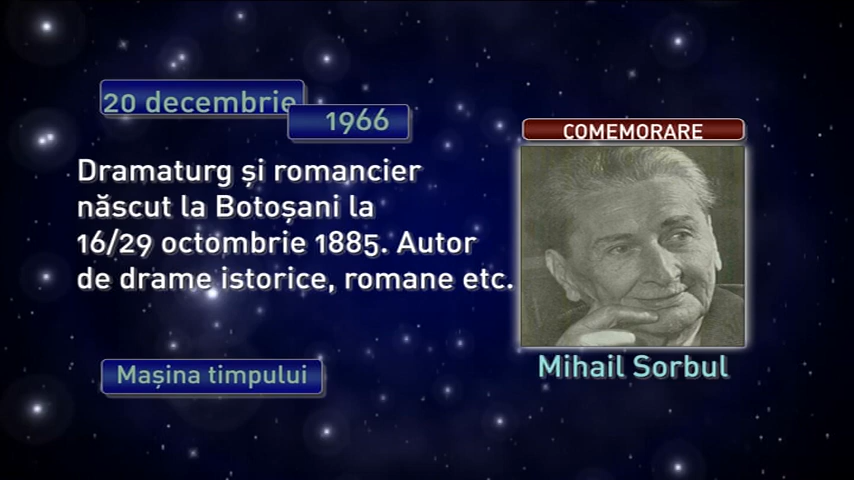 20 decembrie
1966
COMEMORARE
Dramaturg și romancier
născut la Botoșani la
16/29 octombrie 1885. Autor
de drame istorice, romane etc.
Mihail Sorbul
Mașina timpului